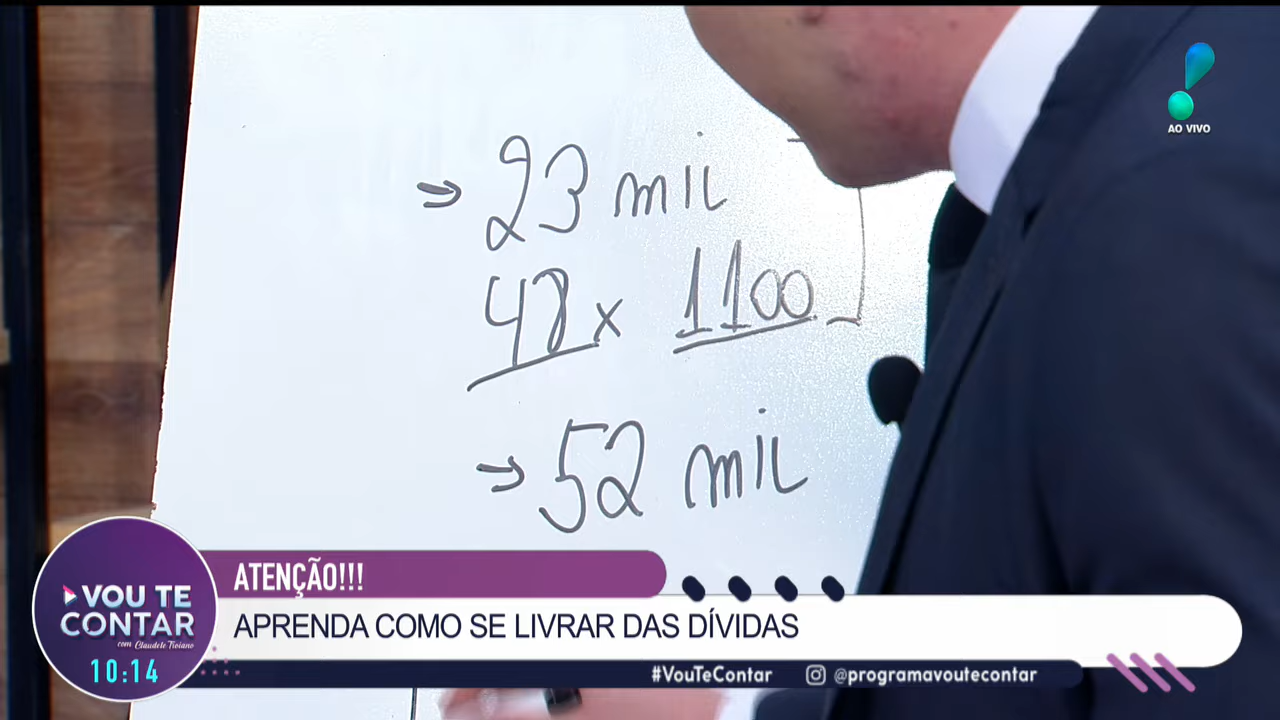 AO VIVO
⇒ 23 mil
48x 1100
→ 52 mil
VOU TE
CONTAR
com Claudete Troiano
10:14
ATENÇÃO!!!
APRENDA COMO SE LIVRAR DAS DÍVIDAS
#VouTeContar @programavoutecontar